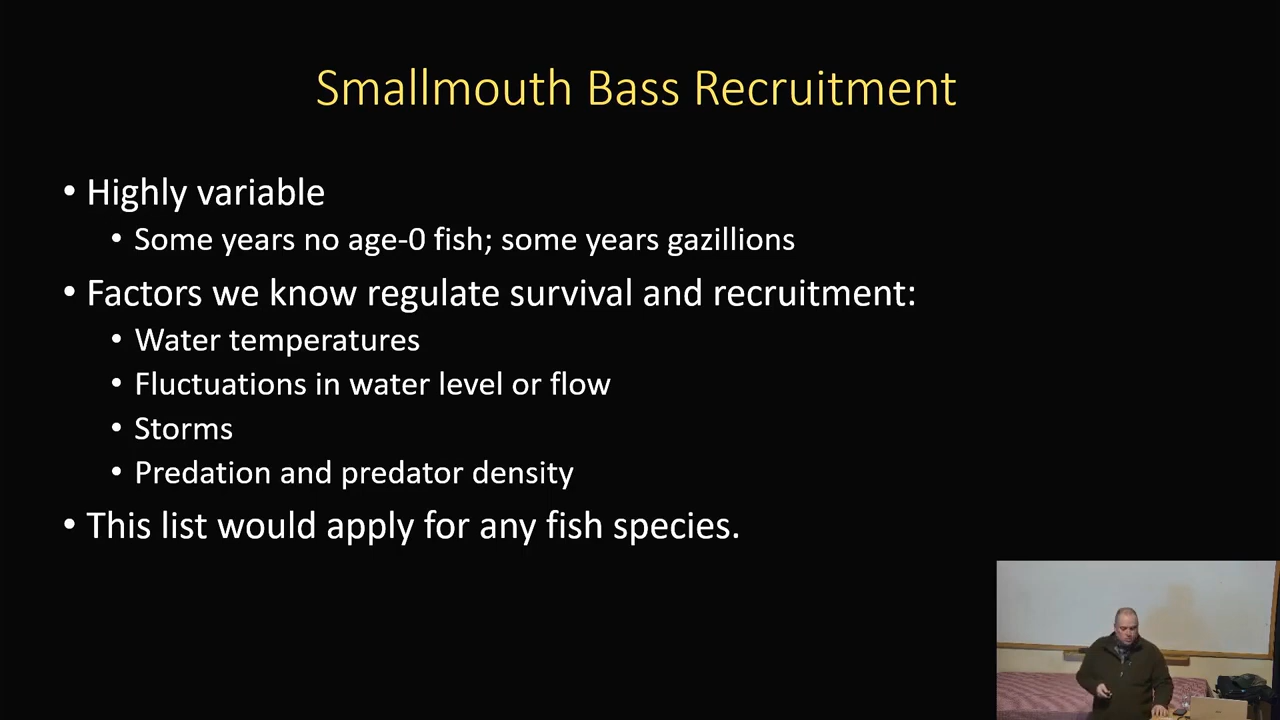 Smallmouth Bass Recruitment
• Highly variable
• Some years no age-0 fish; some years gazillions
• Factors we know regulate survival and recruitment:
• Water temperatures
• Fluctuations in water level or flow
• Storms
• Predation and predator density
• This list would apply for any fish species.